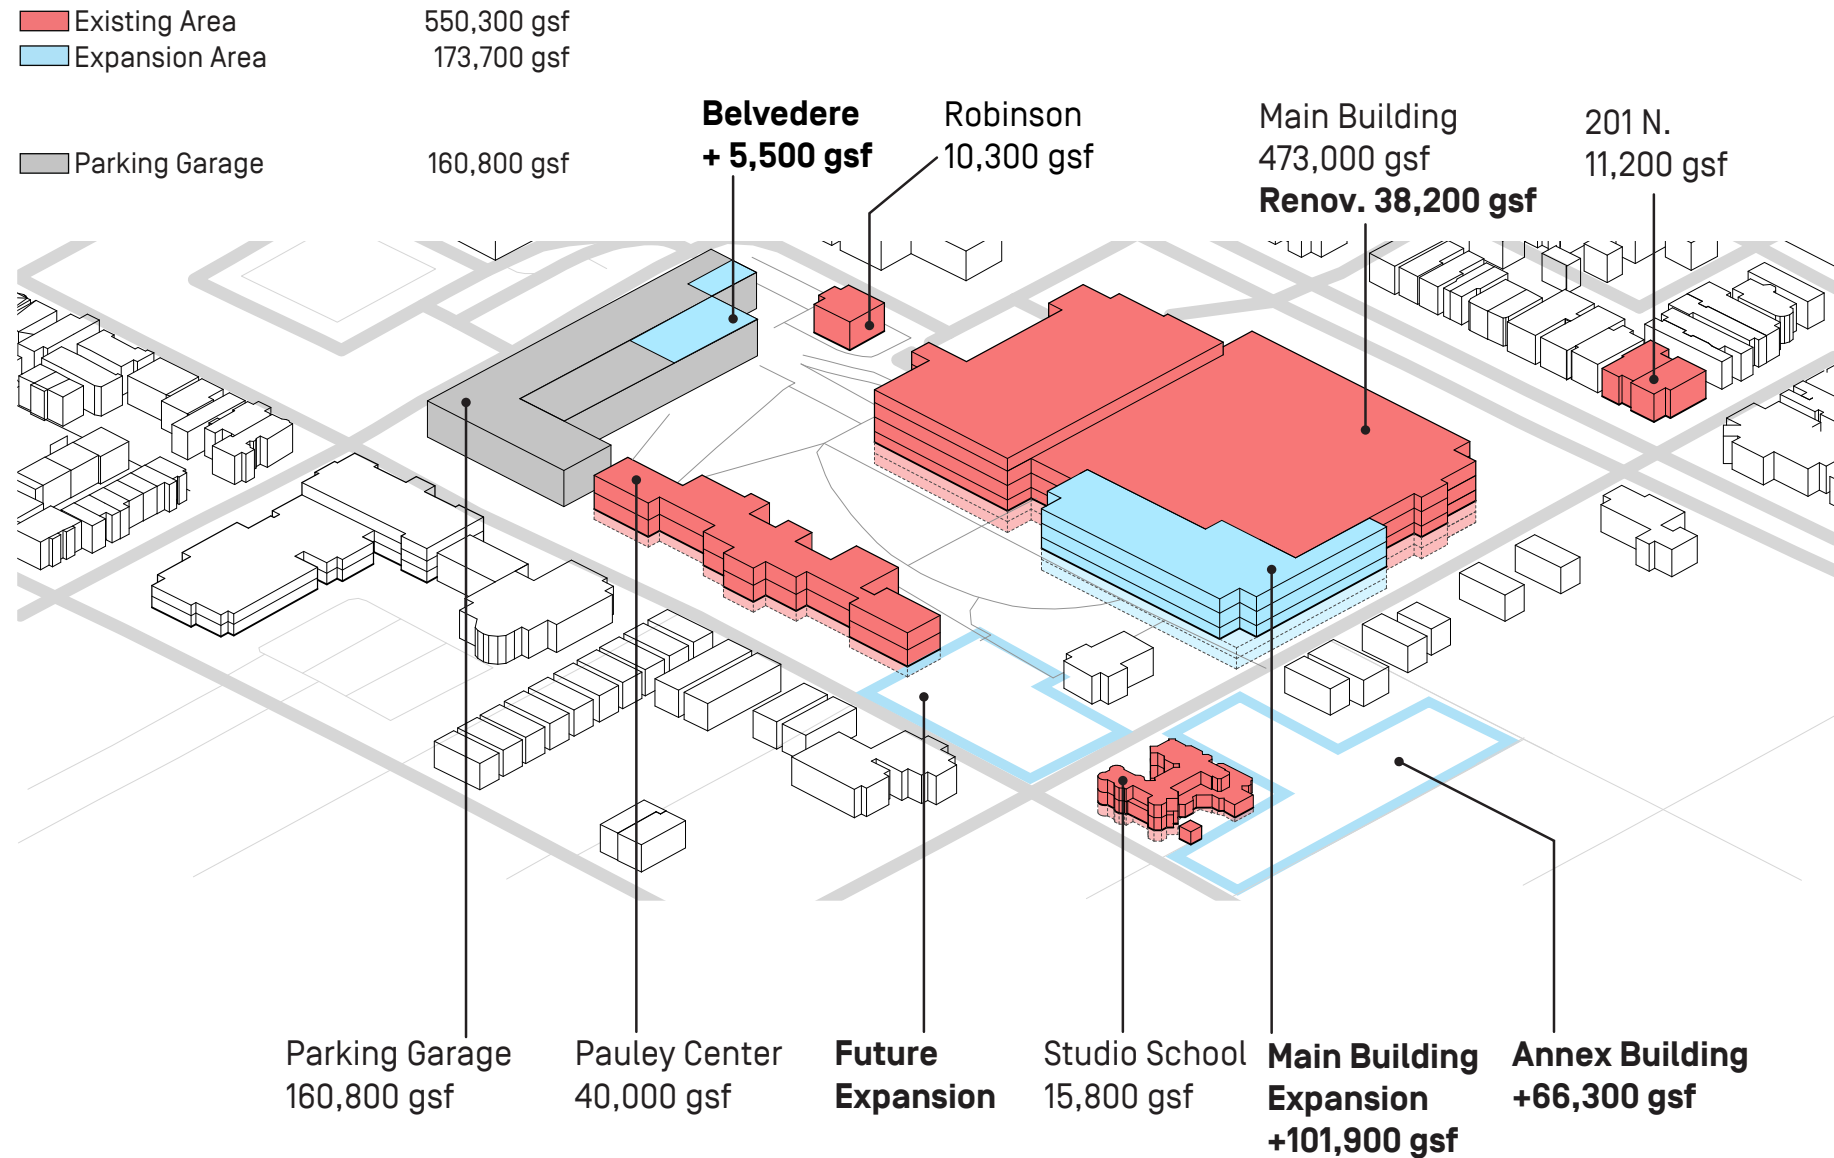 Existing Area 550,300 gsf
Expansion Area 173,700 gsf
Parking Garage 160,800 gsf
Belvedere
+ 5,500 gsf
Robinson
10,300 gsf
Main Building
473,000 gsf
Renov. 38,200 gsf
201 N.
11,200 gsf
Parking Garage
160,800 gsf
Pauley Center
40,000 gsf
Future
Expansion
Studio School
15,800 gsf
Main Building
Expansion
+101,900 gsf
Annex Building
+66,300 gsf